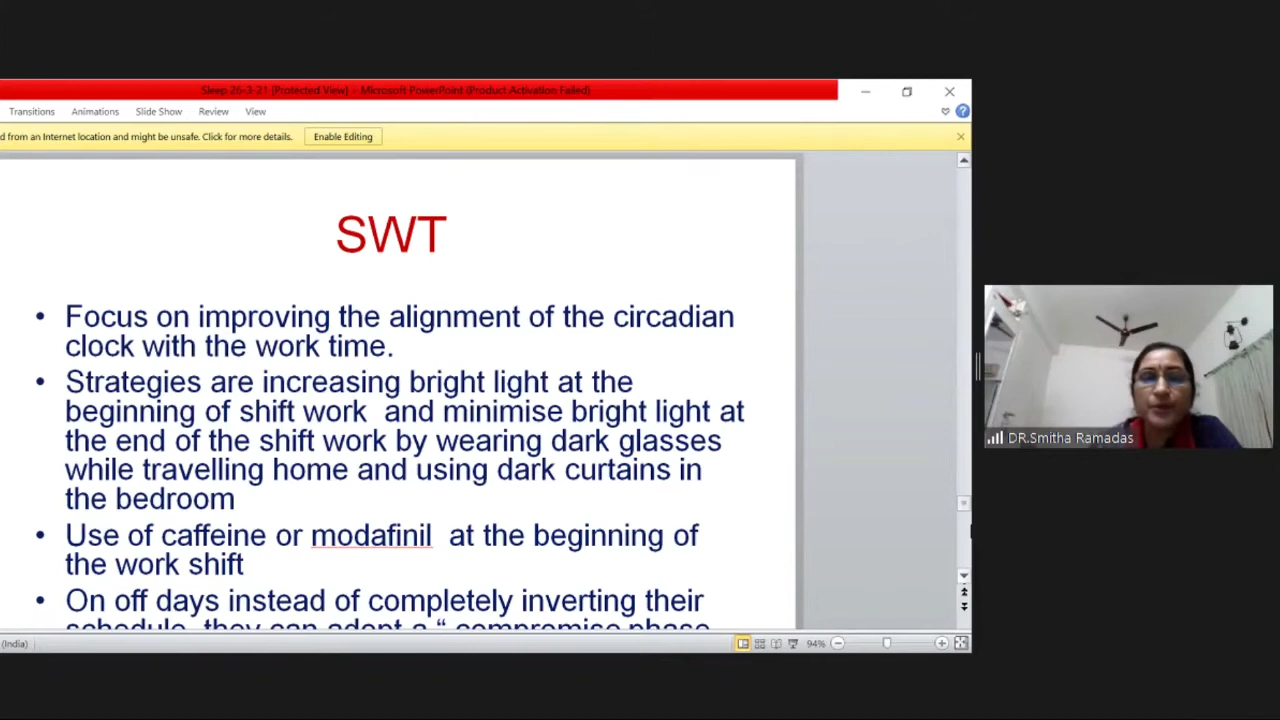 Sleep 26-3-21 [Protected View] - Microsoft PowerPoint (Product Activation Failed)
Transitions Animations Slide Show Review View
d from an Internet location and might be unsafe. Click for more details. Enable Editing
SWT
• Focus on improving the alignment of the circadian
clock with the work time.
• Strategies are increasing bright light at the
beginning of shift work and minimise bright light at
the end of the shift work by wearing dark glasses
while travelling home and using dark curtains in
the bedroom
• Use of caffeine or modafinil at the beginning of
the work shift
• On off days instead of completely inverting their
schedule they can adopt a “ compromise phase
DR.Smitha Ramadas
(India)
94%